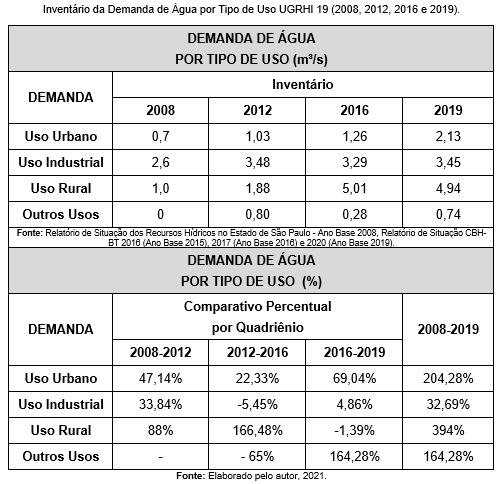 Inventário da Demanda de Água por Tipo de Uso UGRHI 19 (2008, 2012, 2016 e 2019).
DEMANDA DE ÁGUA
POR TIPO DE USO (m³/s)
DEMANDA Inventário
2008 2012 2016 2019
Uso Urbano 0,7 1,03 1,26 2,13
Uso Industrial 2,6 3,48 3,29 3,45
Uso Rural 1,0 1,88 5,01 4,94
Outros Usos 0 0,80 0,28 0,74
Fonte: Relatório de Situação dos Recursos Hídricos no Estado de São Paulo - Ano Base 2008, Relatório de Situação CBH-
BT 2016 (Ano Base 2015), 2017 (Ano Base 2016) e 2020 (Ano Base 2019).
DEMANDA DE ÁGUA
POR TIPO DE USO (%)
DEMANDA Comparativo Percentual
por Quadriênio 2008-2019
2008-2012 2012-2016 2016-2019
Uso Urbano 47,14% 22,33% 69,04% 204,28%
Uso Industrial 33,84% -5,45% 4,86% 32,69%
Uso Rural 88% 166,48% -1,39% 394%
Outros Usos - - 65% 164,28% 164,28%
Fonte: Elaborado pelo autor, 2021.